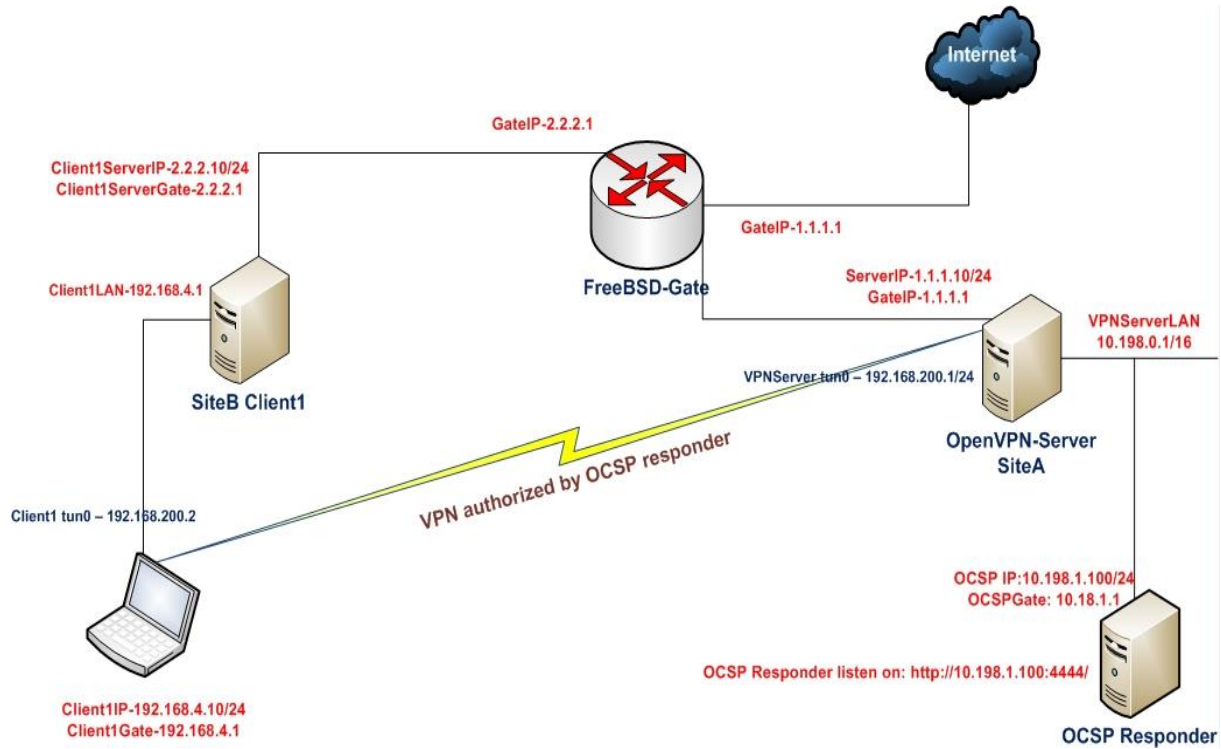 Internet
GateIP-2.2.2.1
Client1ServerIP-2.2.2.10/24
Client1ServerGate-2.2.2.1
GateIP-1.1.1.1
FreeBSD-Gate
ServerIP-1.1.1.10/24
GateIP-1.1.1.1
Client1LAN-192.168.4.1
VPNServerLAN
10.198.0.1/16
VPNServer tun0 – 192.168.200.1/24
SiteB Client1
OpenVPN-Server
SiteA
VPN authorized by OCSP responder
Client1 tun0 – 192.168.200.2
OCSP IP:10.198.1.100/24
OCSPGate: 10.18.1.1
OCSP Responder listen on: http://10.198.1.100:4444/
Client1IP-192.168.4.10/24
Client1Gate-192.168.4.1
OCSP Responder